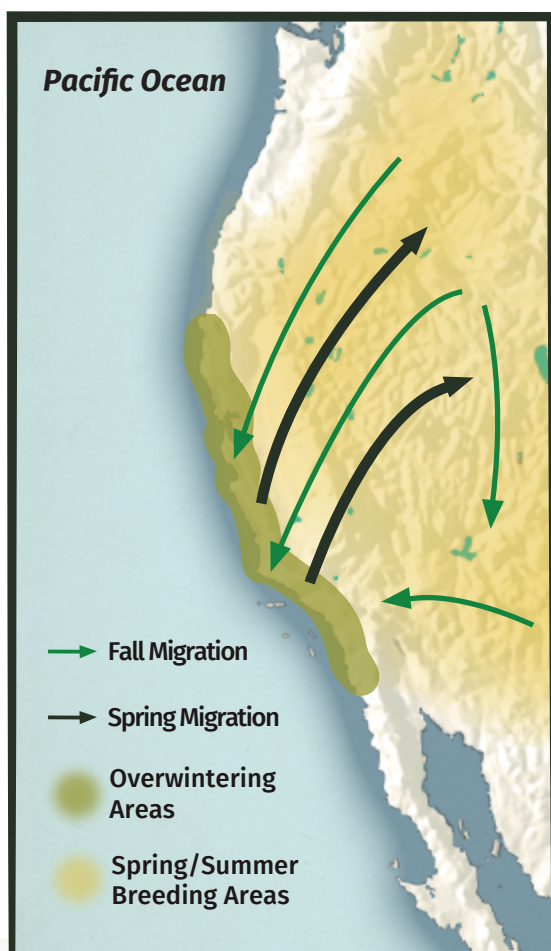 Pacific Ocean
Fall Migration
Spring Migration
Overwintering
Areas
Spring/Summer
Breeding Areas